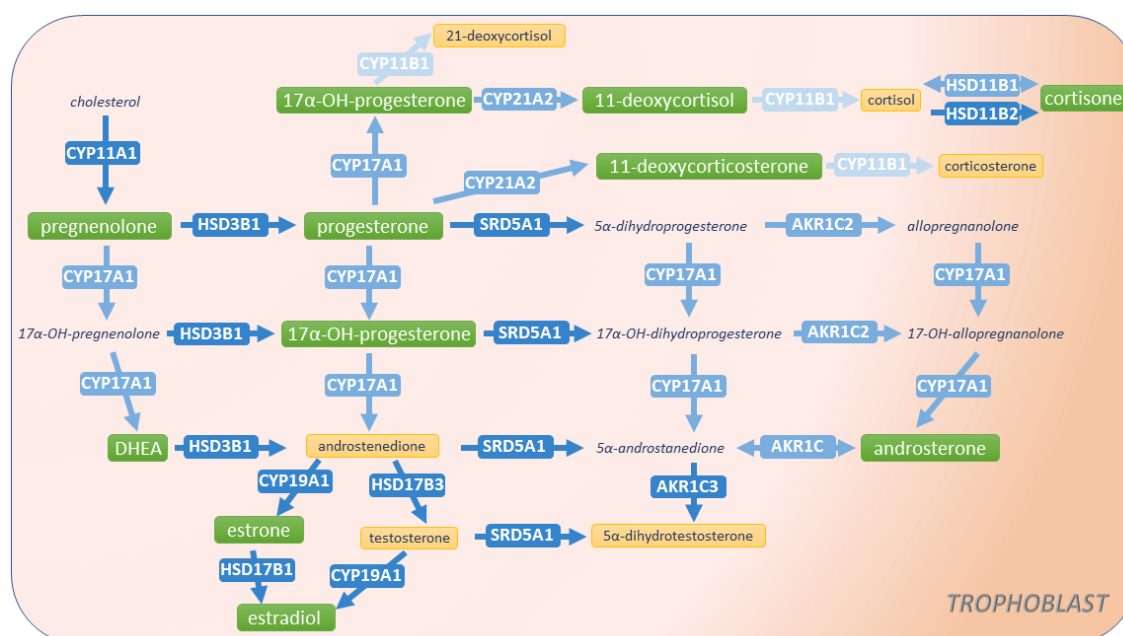 21-deoxycortisol
CYP11B1
cholesterol
17α-OH-progesterone
CYP21A2
11-deoxycortisol
CYP11B1
cortisol
HSD11B1
HSD11B2
cortisone
CYP11A1
CYP17A1
CYP21A2
11-deoxycorticosterone
CYP11B1
corticosterone
pregnenolone
HSD3B1
progesterone
SRD5A1
5α-dihydroprogesterone
AKR1C2
allopregnanolone
CYP17A1
CYP17A1
CYP17A1
CYP17A1
17α-OH-pregnenolone
HSD3B1
17α-OH-progesterone
SRD5A1
17α-OH-dihydroprogesterone
AKR1C2
17-OH-allopregnanolone
CYP17A1
CYP17A1
CYP17A1
CYP17A1
DHEA
HSD3B1
androstenedione
SRD5A1
5α-androstanedione
AKR1C
androsterone
CYP19A1
HSD17B3
AKR1C3
estrone
testosterone
SRD5A1
5α-dihydrotestosterone
HSD17B1
CYP19A1
estradiol
TROPHOBLAST